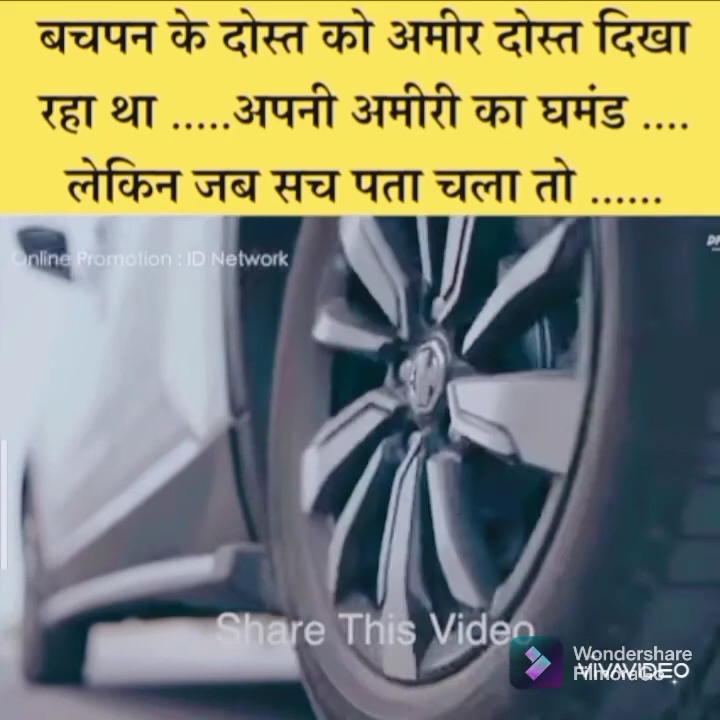 बचपन के दोस्त को अमीर दोस्त दिखा
रहा था .....अपनी अमीरी का घमंड ....
लेकिन जब सच पता चला तो ......
Online Promotion : ID Network
Share This Video
Wondershare
FilmoraGo
VIVAVIDEO